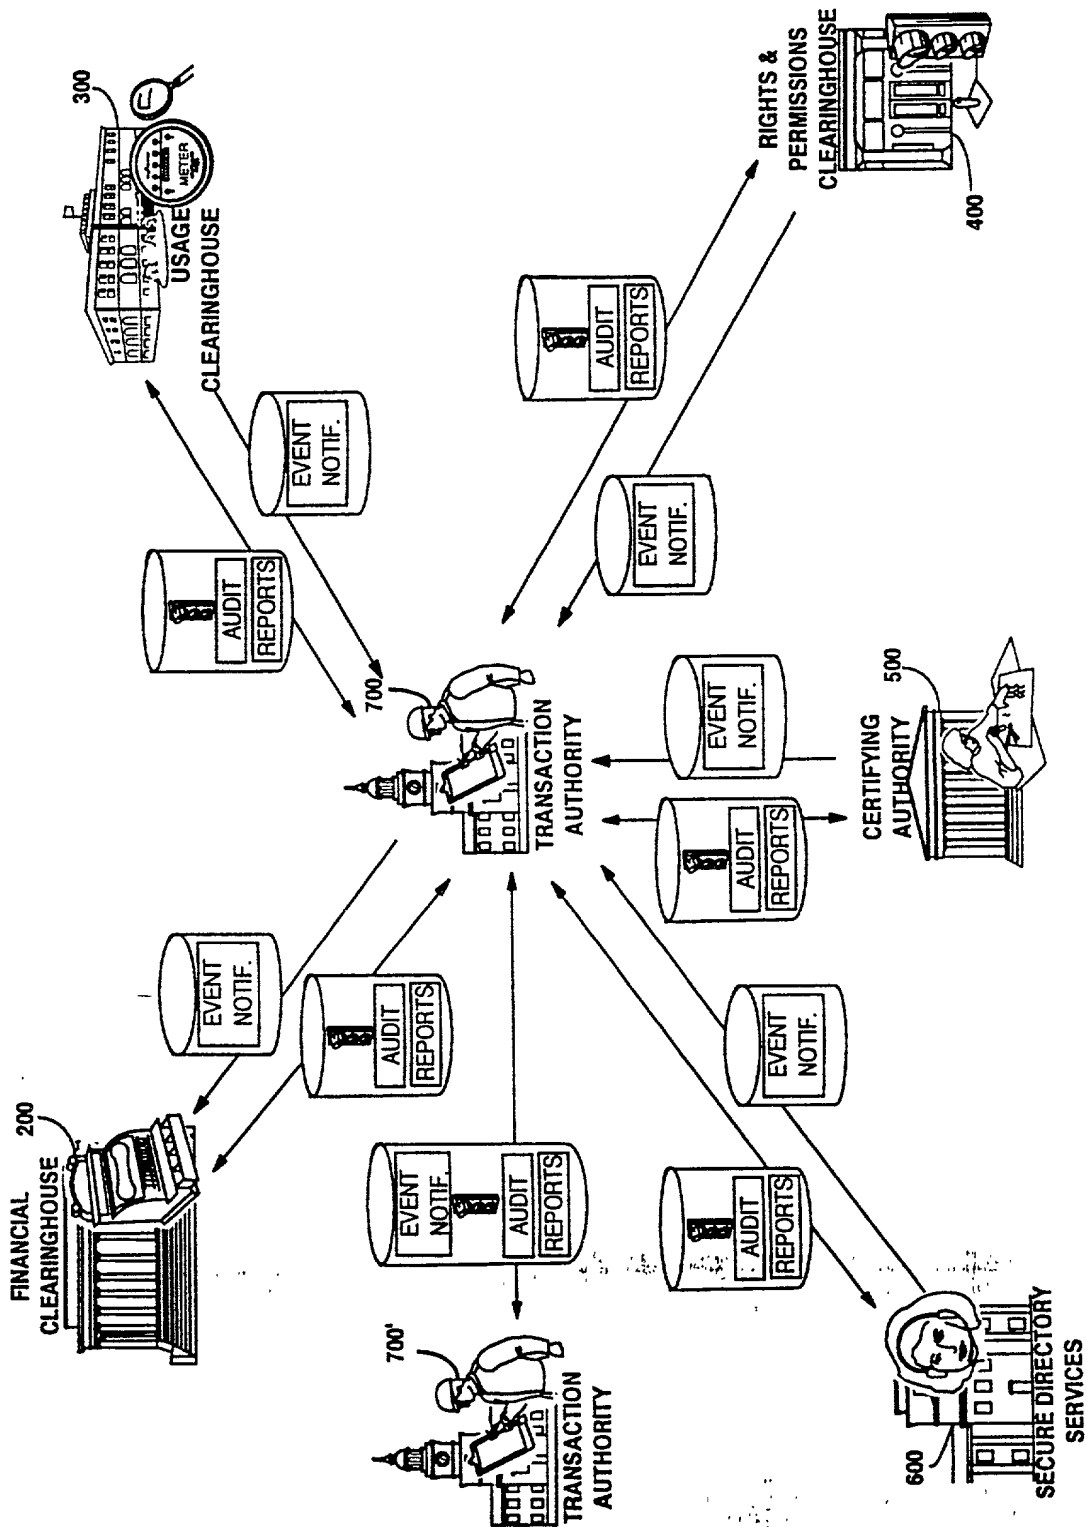 FINANCIAL
CLEARINGHOUSE
200
EVENT
NOTIF.
AUDIT
REPORTS
300
METER
USAGE
CLEARINGHOUSE
AUDIT
REPORTS
EVENT
NOTIF.
700'
TRANSACTION
AUTHORITY
EVENT
NOTIF.
AUDIT
REPORTS
700
TRANSACTION
AUTHORITY
AUDIT
REPORTS
EVENT
NOTIF.
RIGHTS &
PERMISSIONS
CLEARINGHOUSE
400
600
SECURE DIRECTORY
SERVICES
AUDIT
REPORTS
EVENT
NOTIF.
AUDIT
REPORTS
EVENT
NOTIF.
CERTIFYING
AUTHORITY
500